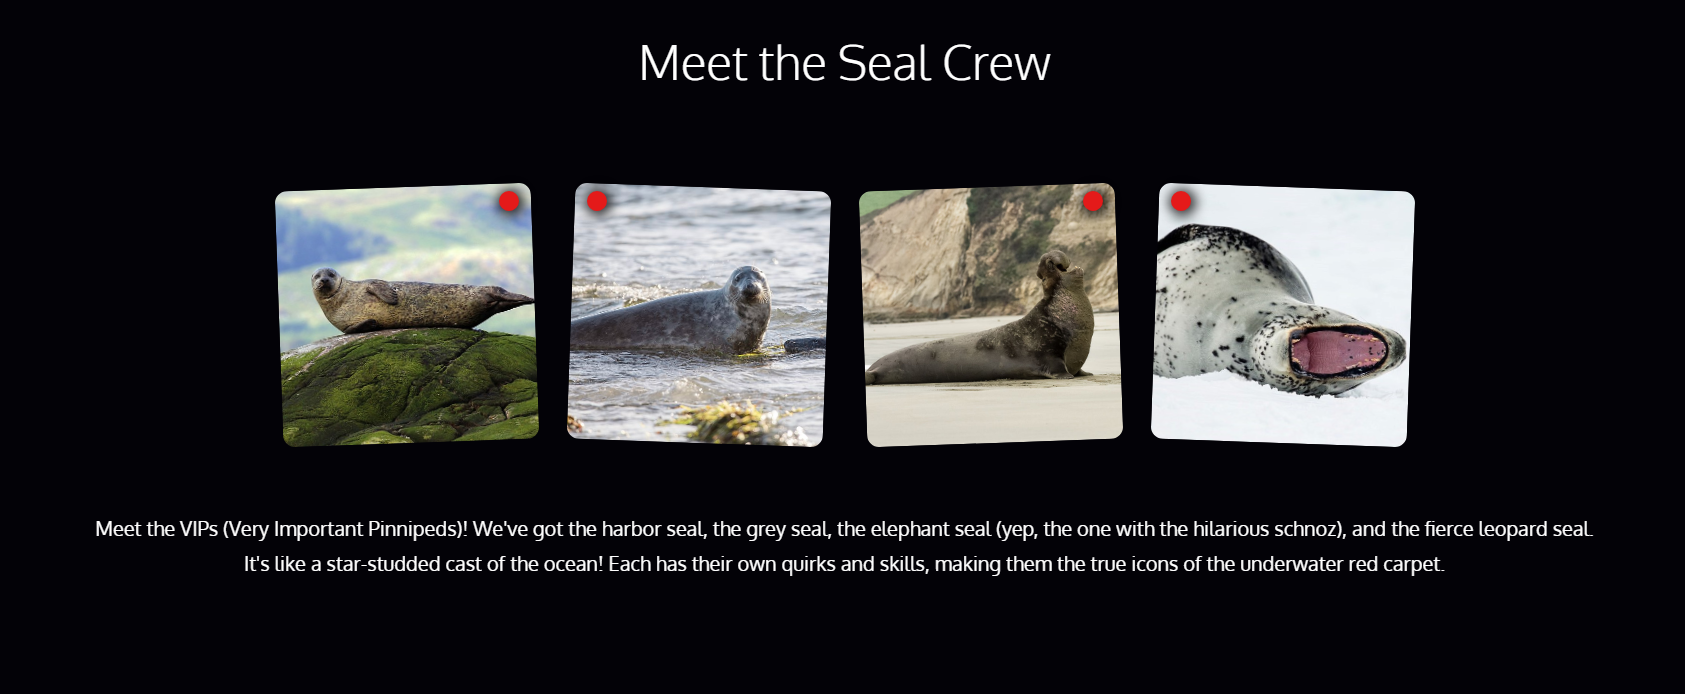 Meet the Seal Crew
Meet the VIPs (Very Important Pinnipeds)! We've got the harbor seal, the grey seal, the elephant seal (yep, the one with the hilarious schnoz), and the fierce leopard seal.
It's like a star-studded cast of the ocean! Each has their own quirks and skills, making them the true icons of the underwater red carpet.